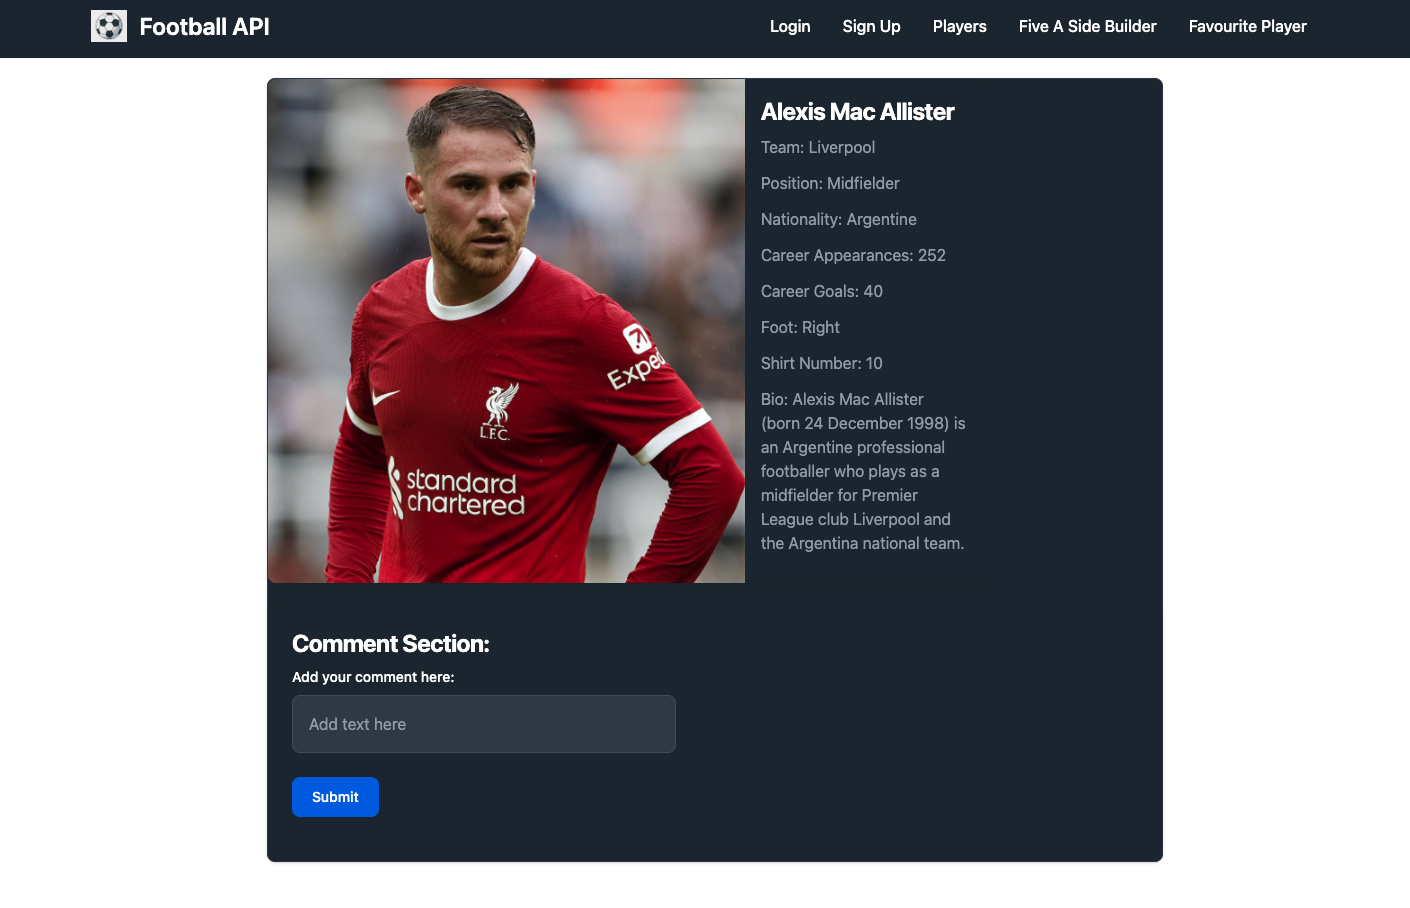 Football API
Login
Sign Up
Players
Five A Side Builder
Favourite Player
Alexis Mac Allister
Team: Liverpool
Position: Midfielder
Nationality: Argentine
Career Appearances: 252
Career Goals: 40
Foot: Right
Shirt Number: 10
Bio: Alexis Mac Allister
(born 24 December 1998) is
an Argentine professional
footballer who plays as a
midfielder for Premier
League club Liverpool and
the Argentina national team.
Exped
L.F.C.
standard
chartered
Comment Section:
Add your comment here:
Add text here
Submit